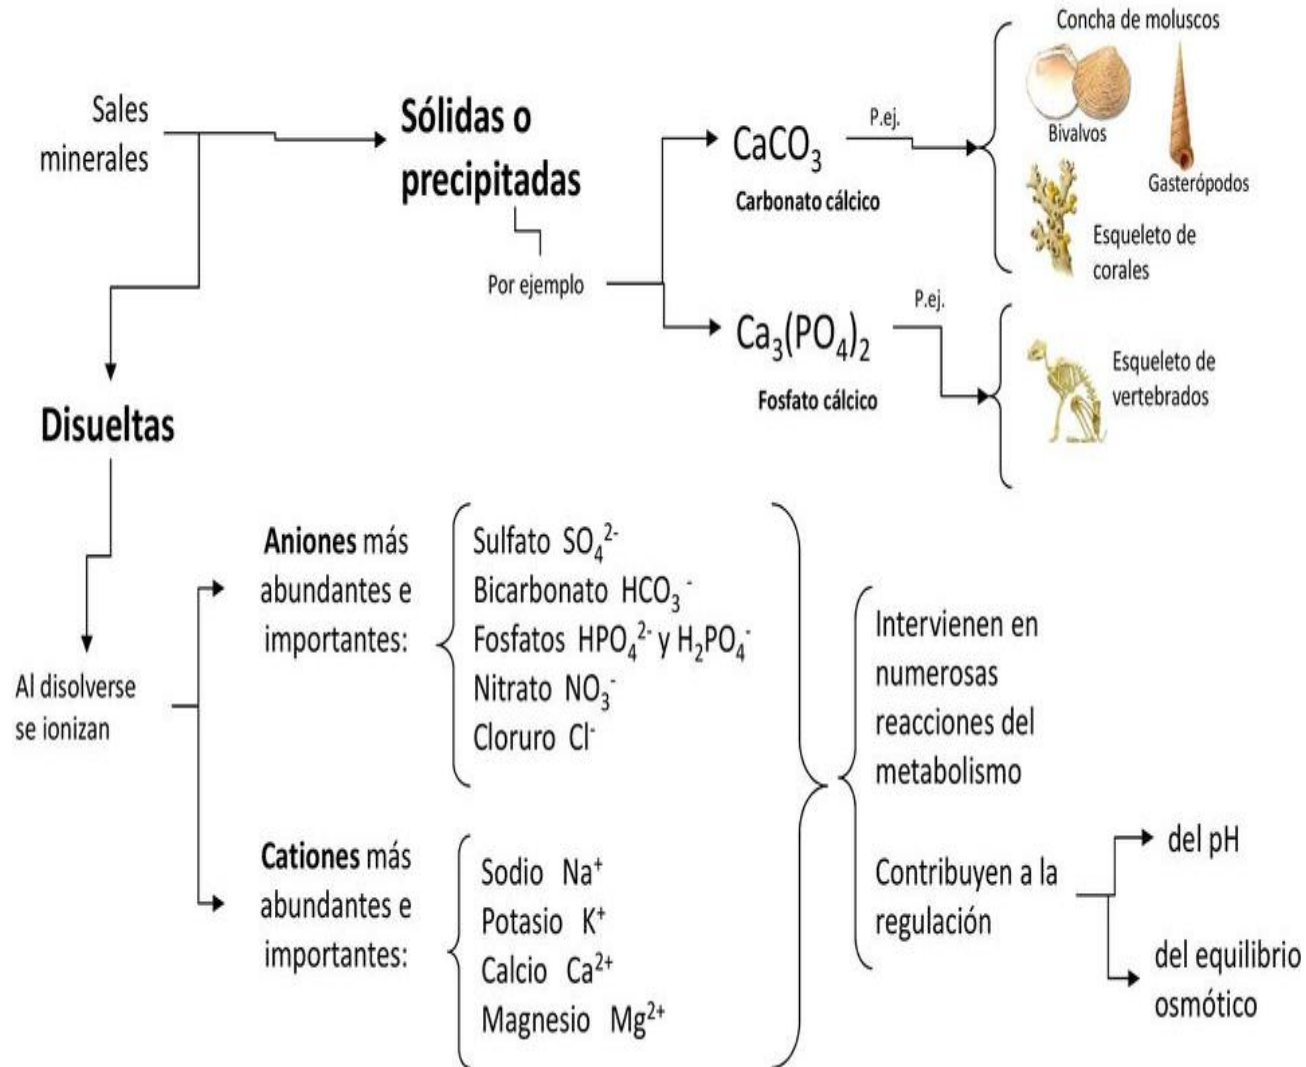 Sales
minerales
Sólidas o
precipitadas
Por ejemplo
CaCO₃
Carbonato cálcico
P.ej.
Concha de moluscos
Bivalvos
Gasterópodos
Esqueleto de
corales
Ca₃(PO₄)₂
Fosfato cálcico
P.ej.
Esqueleto de
vertebrados
Disueltas
Al disolverse
se ionizan
Aniones más
abundantes e
importantes:
Sulfato SO₄²⁻
Bicarbonato HCO₃⁻
Fosfatos HPO₄²⁻ y H₂PO₄⁻
Nitrato NO₃⁻
Cloruro Cl⁻
Cationes más
abundantes e
importantes:
Sodio Na⁺
Potasio K⁺
Calcio Ca²⁺
Magnesio Mg²⁺
Intervienen en
numerosas
reacciones del
metabolismo
Contribuyen a la
regulación
del pH
del equilibrio
osmótico